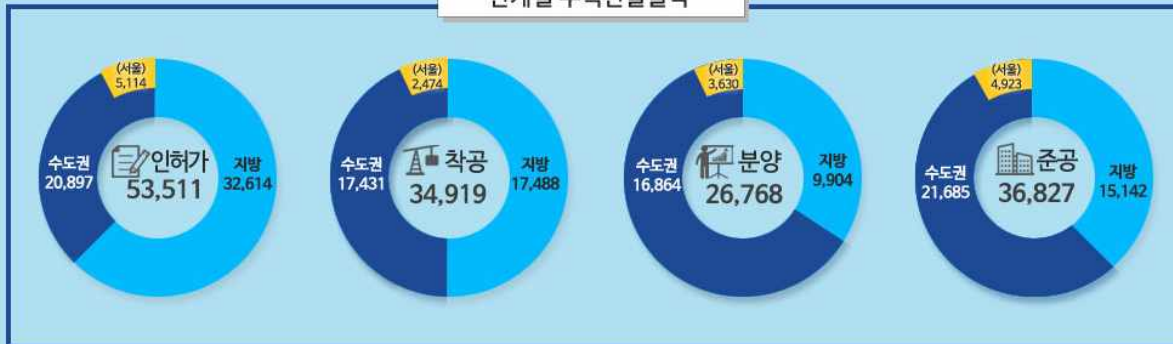 (서울)
5,114
수도권
20,897
인허가
53,511
지방
32,614
(서울)
2,474
수도권
17,431
착공
34,919
지방
17,488
(서울)
3,630
수도권
16,864
분양
26,768
지방
9,904
(서울)
4,923
수도권
21,685
준공
36,827
지방
15,142